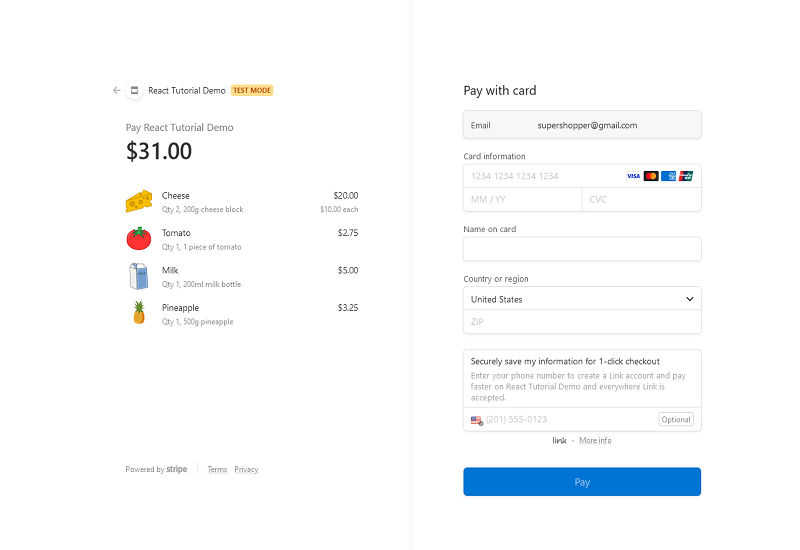 React Tutorial Demo TEST MODE
Pay React Tutorial Demo
$31.00
Cheese $20.00
Qty 2, 200g cheese block $10.00 each
Tomato $2.75
Qty 1, 1 piece of tomato
Milk $5.00
Qty 1, 200ml milk bottle
Pineapple $3.25
Qty 1, 500g pineapple
Powered by stripe Terms Privacy
Pay with card
Email supershopper@gmail.com
Card information
1234 1234 1234 1234 VISA
MM / YY CVC
Name on card
Country or region
United States
ZIP
Securely save my information for 1-click checkout
Enter your phone number to create a Link account and pay
faster on React Tutorial Demo and everywhere Link is
accepted.
(201) 555-0123 Optional
link · More info
Pay